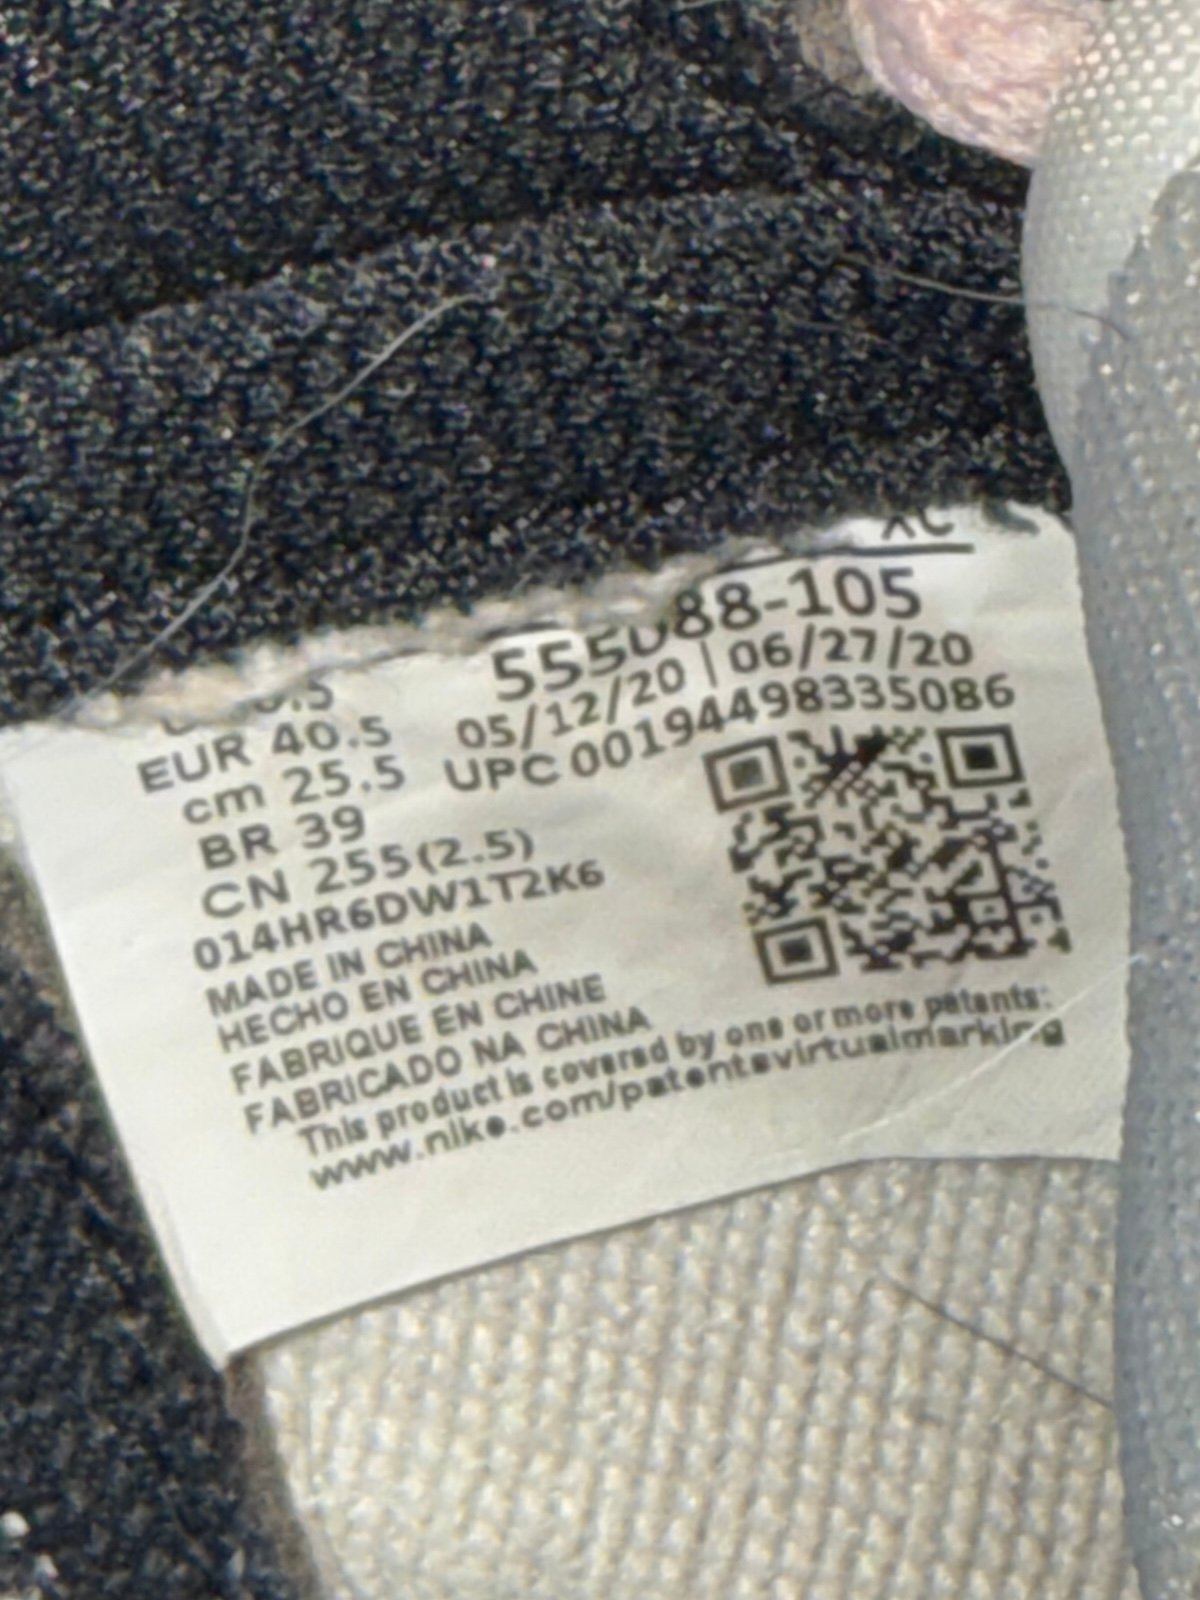 XC
555088-105
05/12/20 | 06/27/20
UPC 00194498335086
EUR 40.5
cm 25.5
BR 39
CN 255(2.5)
014HR6DW1T2K6
MADE IN CHINA
HECHO EN CHINA
FABRIQUE EN CHINE
FABRICADO NA CHINA
This product is covered by one or more patents:
www.nike.com/patentsvirtualmarking